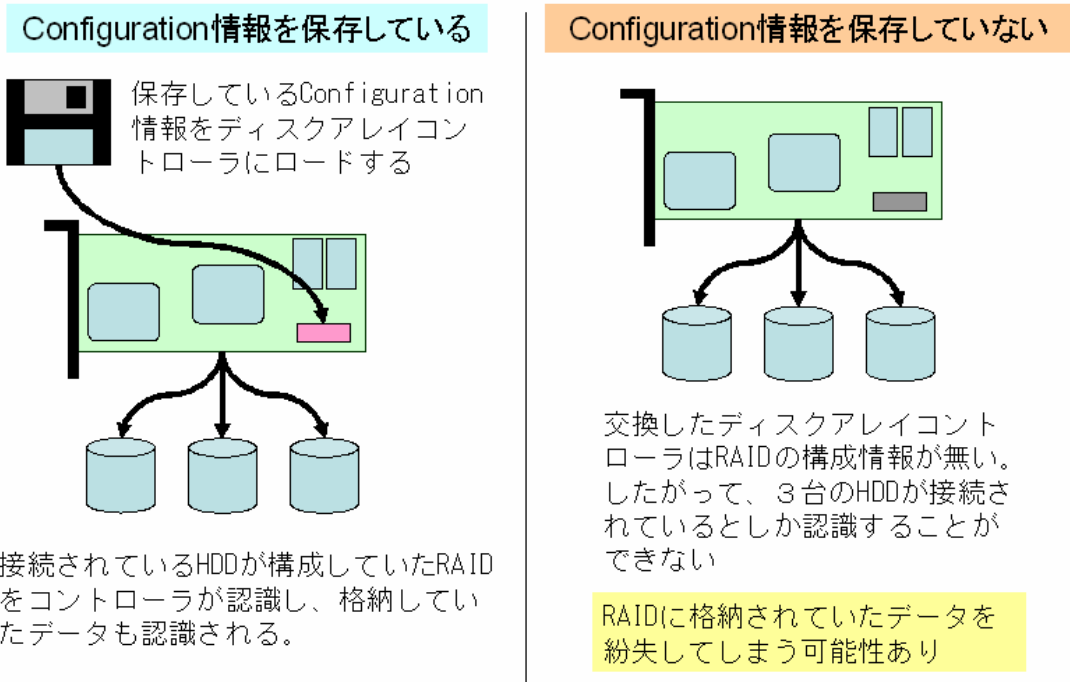 Configuration情報を保存している
保存しているConfiguration
情報をディスクアレイコン
トローラにロードする
接続されているHDDが構成していたRAID
をコントローラが認識し、格納してい
たデータも認識される。
Configuration情報を保存していない
交換したディスクアレイコント
ローラはRAIDの構成情報が無い。
したがって、３台のHDDが接続さ
れているとしか認識することが
できない
RAIDに格納されていたデータを
紛失してしまう可能性あり